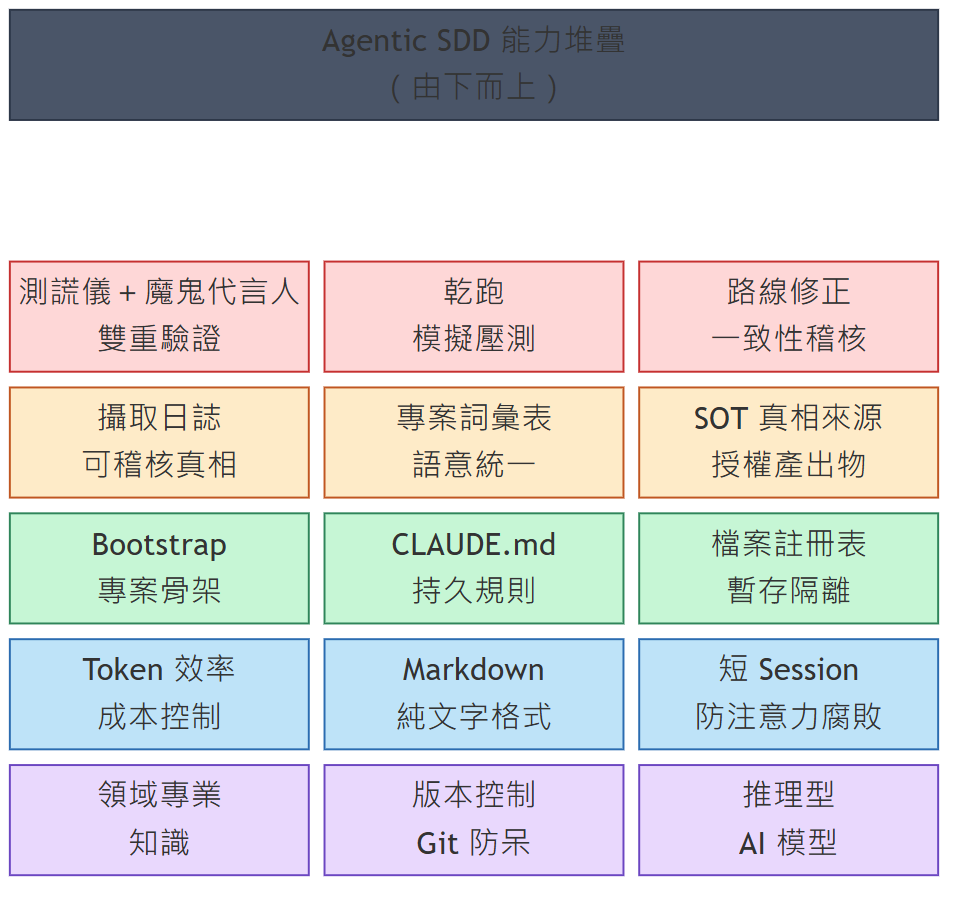 Agentic SDD 能力堆疊
( 由下而上 )
測謊儀 + 魔鬼代言人
雙重驗證
乾跑
模擬壓測
路線修正
一致性稽核
攝取日誌
可稽核真相
專案詞彙表
語意統一
SOT 真相來源
授權產出物
Bootstrap
專案骨架
CLAUDE.md
持久規則
檔案註冊表
暫存隔離
Token 效率
成本控制
Markdown
純文字格式
短 Session
防注意力腐敗
領域專業
知識
版本控制
Git 防呆
推理型
AI 模型